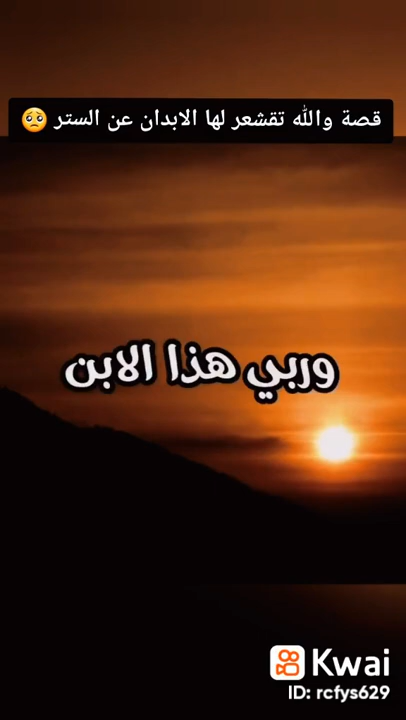 قصة والله تقشعر لها الابدان عن الستر 🥺
وربي هذا الابن
Kwai
ID: rcfys629